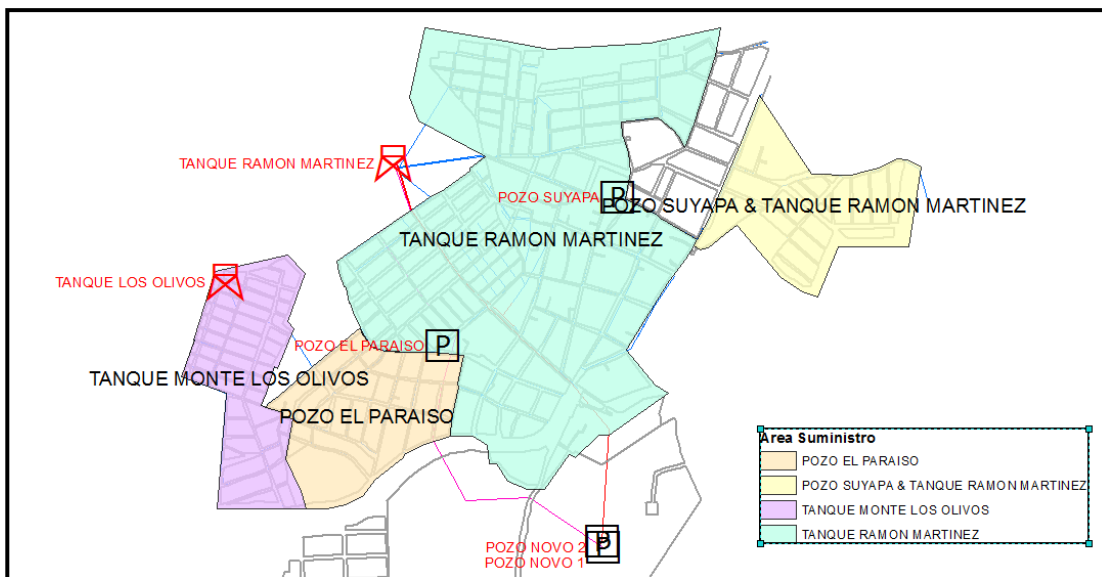 TANQUE RAMON MARTINEZ
P
POZO SUYAPA
POZO SUYAPA & TANQUE RAMON MARTINEZ
TANQUE RAMON MARTINEZ
TANQUE LOS OLIVOS
P
POZO EL PARAISO
TANQUE MONTE LOS OLIVOS
POZO EL PARAISO
Area Suministro
POZO EL PARAISO
POZO SUYAPA & TANQUE RAMON MARTINEZ
TANQUE MONTE LOS OLIVOS
TANQUE RAMON MARTINEZ
P
POZO NOVO 2
POZO NOVO 1